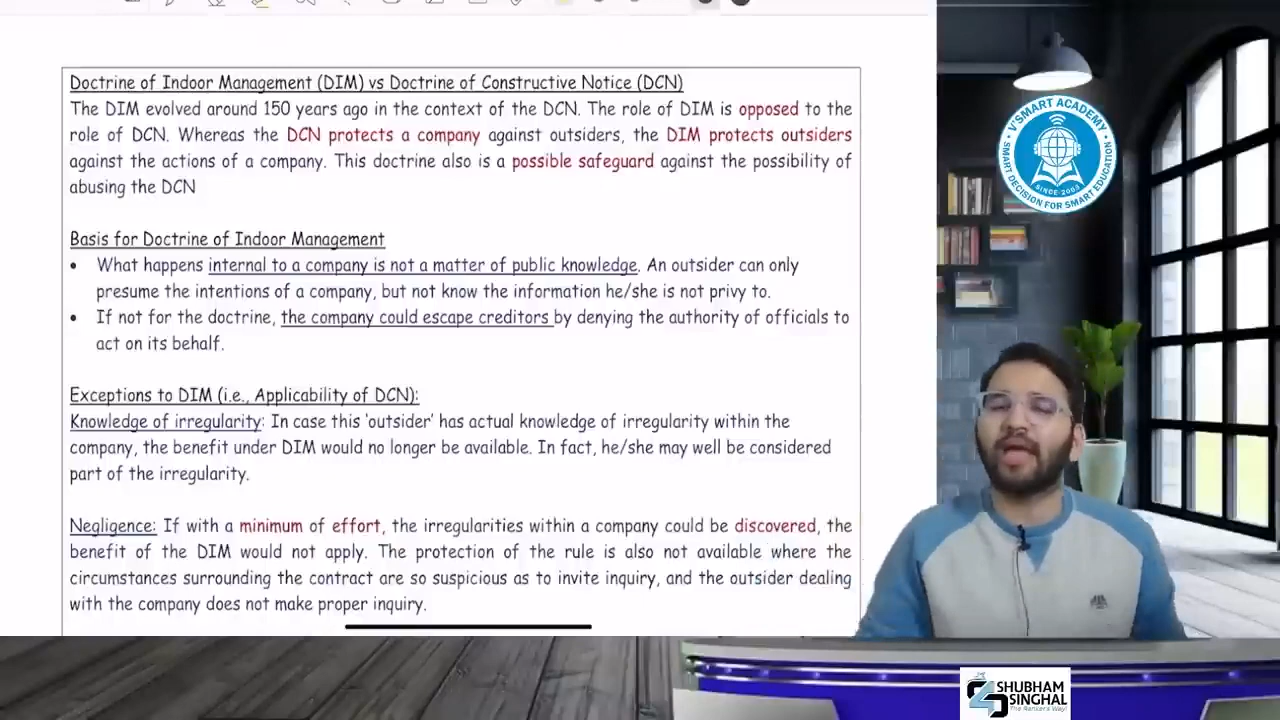 Doctrine of Indoor Management (DIM) vs Doctrine of Constructive Notice (DCN)
The DIM evolved around 150 years ago in the context of the DCN. The role of DIM is opposed to the
role of DCN. Whereas the DCN protects a company against outsiders, the DIM protects outsiders
against the actions of a company. This doctrine also is a possible safeguard against the possibility of
abusing the DCN
Basis for Doctrine of Indoor Management
• What happens internal to a company is not a matter of public knowledge. An outsider can only
presume the intentions of a company, but not know the information he/she is not privy to.
• If not for the doctrine, the company could escape creditors by denying the authority of officials to
act on its behalf.
Exceptions to DIM (i.e., Applicability of DCN):
Knowledge of irregularity: In case this 'outsider' has actual knowledge of irregularity within the
company, the benefit under DIM would no longer be available. In fact, he/she may well be considered
part of the irregularity.
Negligence: If with a minimum of effort, the irregularities within a company could be discovered, the
benefit of the DIM would not apply. The protection of the rule is also not available where the
circumstances surrounding the contract are so suspicious as to invite inquiry, and the outsider dealing
with the company does not make proper inquiry.
V'SMART ACADEMY
SINCE-2003
SMART DECISION FOR SMART EDUCATION
SHUBHAM
SINGHAL
The Rankers Way!